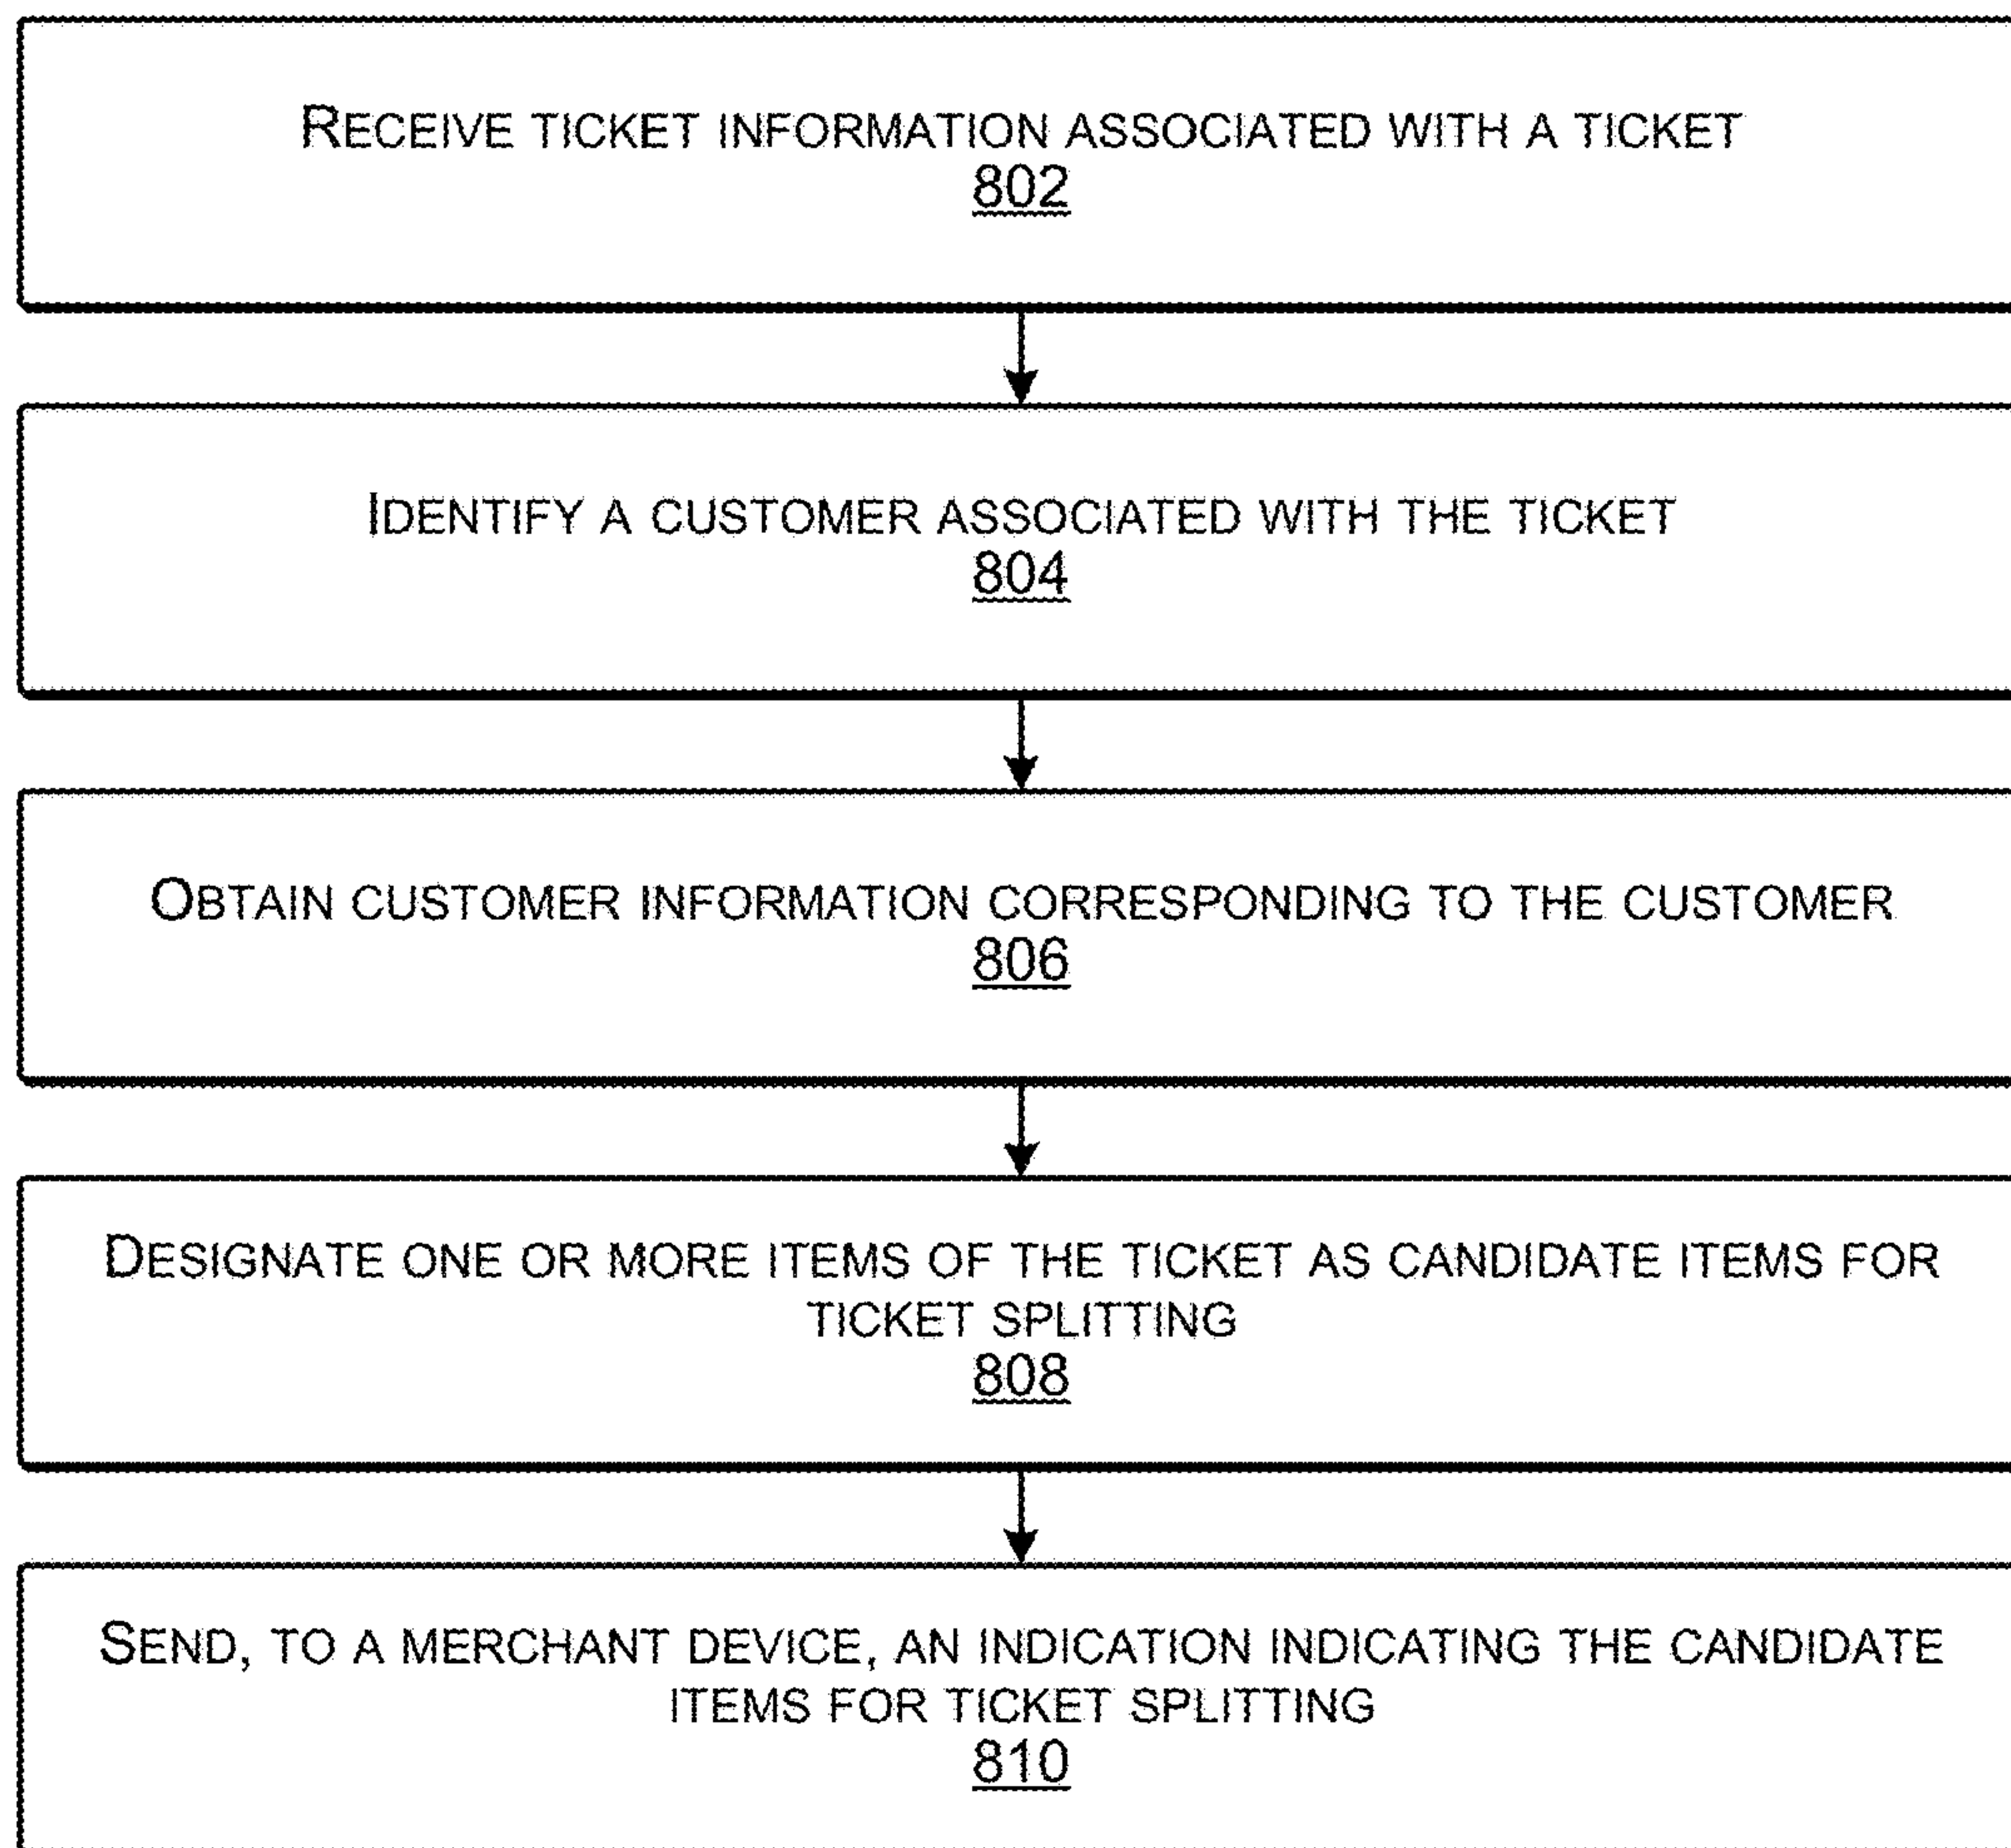 RECEIVE TICKET INFORMATION ASSOCIATED WITH A TICKET
802
IDENTIFY A CUSTOMER ASSOCIATED WITH THE TICKET
804
OBTAIN CUSTOMER INFORMATION CORRESPONDING TO THE CUSTOMER
806
DESIGNATE ONE OR MORE ITEMS OF THE TICKET AS CANDIDATE ITEMS FOR
TICKET SPLITTING
808
SEND, TO A MERCHANT DEVICE, AN INDICATION INDICATING THE CANDIDATE
ITEMS FOR TICKET SPLITTING
810